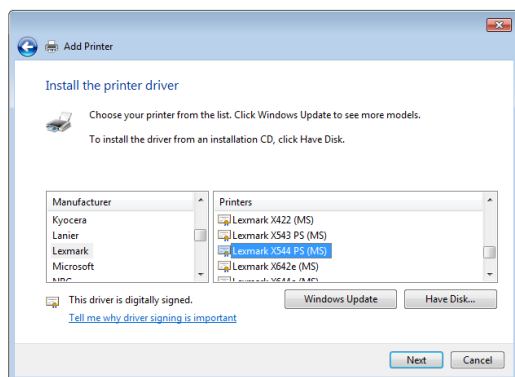 Add Printer
Install the printer driver
Choose your printer from the list. Click Windows Update to see more models.
To install the driver from an installation CD, click Have Disk.
Manufacturer
Kyocera
Lanier
Lexmark
Microsoft
Printers
Lexmark X422 (MS)
Lexmark X543 PS (MS)
Lexmark X544 PS (MS)
Lexmark X642e (MS)
This driver is digitally signed.
Tell me why driver signing is important
Windows Update
Have Disk...
Next
Cancel